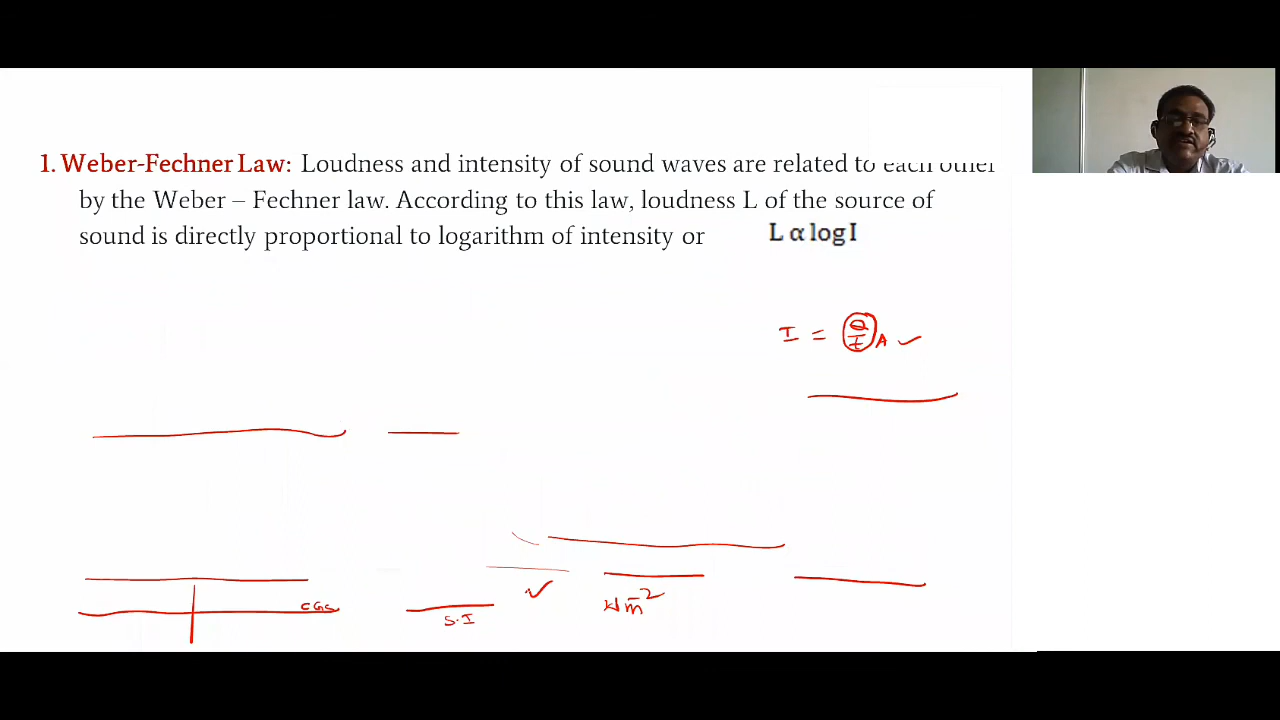 1. Weber-Fechner Law: Loudness and intensity of sound waves are related to each other
by the Weber – Fechner law. According to this law, loudness L of the source of
sound is directly proportional to logarithm of intensity or L α log I
I = Q/t A ✓
✓
CGS
S.I
W m⁻²